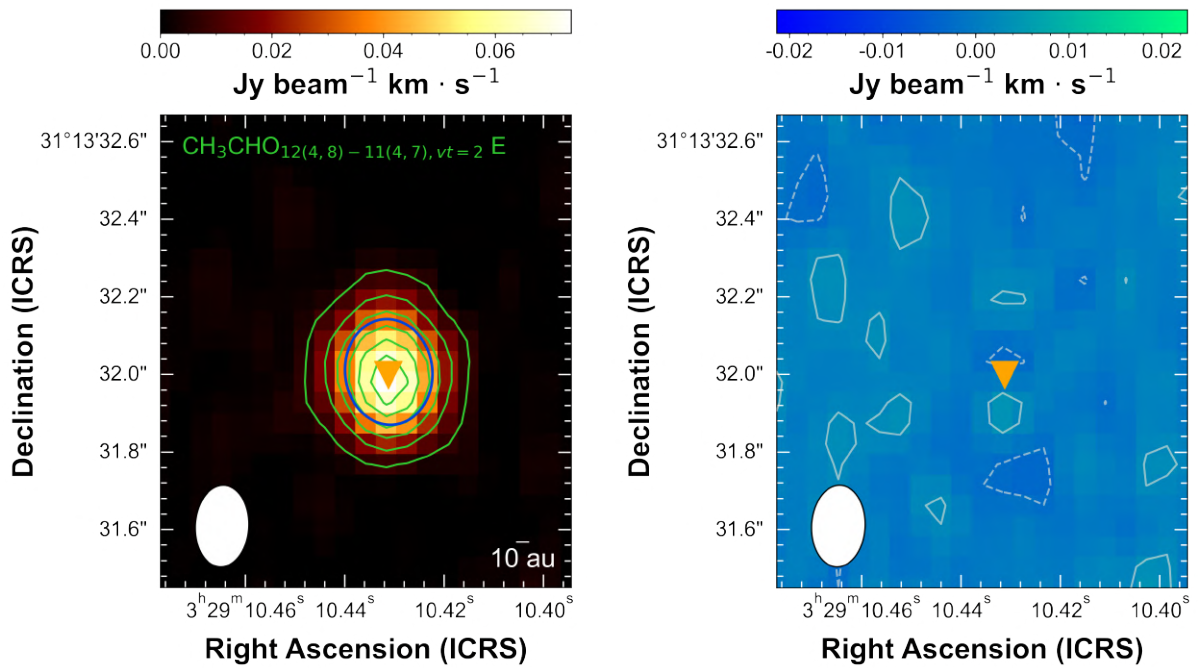 0.00 0.02 0.04 0.06
Jy beam⁻¹ km · s⁻¹
-0.02 -0.01 0.00 0.01 0.02
Jy beam⁻¹ km · s⁻¹
CH₃CHO₁₂₍₄,₈₎₋₁₁₍₄,₇₎,ᵥₜ₌₂ E
31°13'32.6"
32.4"
32.2"
32.0"
31.8"
31.6"
Declination (ICRS)
10 au
3ʰ29ᵐ10.46ˢ 10.44ˢ 10.42ˢ 10.40ˢ
Right Ascension (ICRS)
31°13'32.6"
32.4"
32.2"
32.0"
31.8"
31.6"
Declination (ICRS)
3ʰ29ᵐ10.46ˢ 10.44ˢ 10.42ˢ 10.40ˢ
Right Ascension (ICRS)